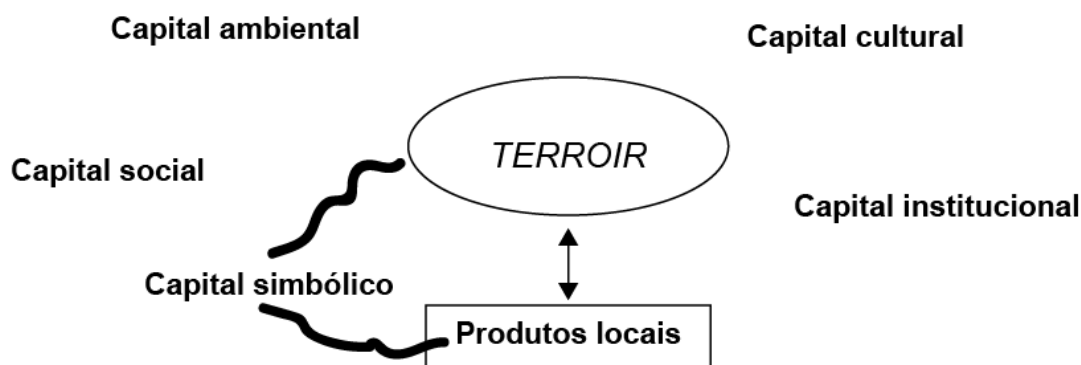 Capital ambiental
Capital cultural
TERROIR
Capital social
Capital institucional
Capital simbólico
Produtos locais